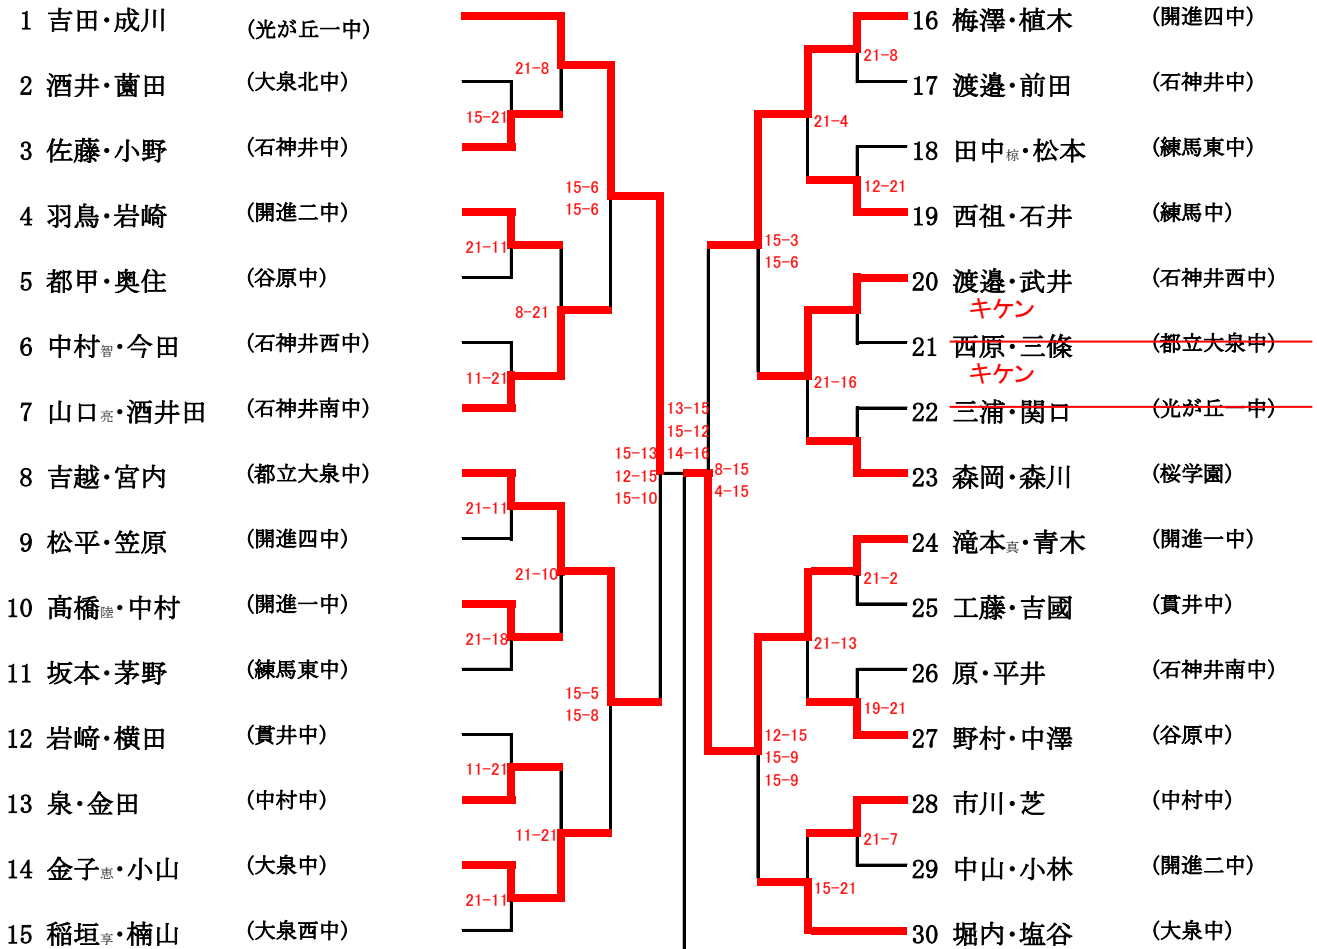 1 吉田・成川 (光が丘一中)
2 酒井・薗田 (大泉北中)
3 佐藤・小野 (石神井中)
4 羽鳥・岩崎 (開進二中)
5 都甲・奥住 (谷原中)
6 中村智・今田 (石神井西中)
7 山口亮・酒井田 (石神井南中)
8 吉越・宮内 (都立大泉中)
9 松平・笠原 (開進四中)
10 髙橋陸・中村 (開進一中)
11 坂本・茅野 (練馬東中)
12 岩﨑・横田 (貫井中)
13 泉・金田 (中村中)
14 金子恵・小山 (大泉中)
15 稲垣享・楠山 (大泉西中)
21-8
15-21
15-6
15-6
21-11
8-21
11-21
21-11
21-10
21-18
15-5
15-8
11-21
11-21
21-11
15-13
12-15
15-10
13-15
15-12
14-16
8-15
4-15
21-8
21-4
12-21
15-3
15-6
21-16
21-2
21-13
19-21
12-15
15-9
15-9
21-7
15-21
16 梅澤・植木 (開進四中)
17 渡邉・前田 (石神井中)
18 田中椋・松本 (練馬東中)
19 西祖・石井 (練馬中)
20 渡邉・武井 (石神井西中)
キケン
21 西原・三條 (都立大泉中)
キケン
22 三浦・関口 (光が丘一中)
23 森岡・森川 (桜学園)
24 滝本真・青木 (開進一中)
25 工藤・吉國 (貫井中)
26 原・平井 (石神井南中)
27 野村・中澤 (谷原中)
28 市川・芝 (中村中)
29 中山・小林 (開進二中)
30 堀内・塩谷 (大泉中)